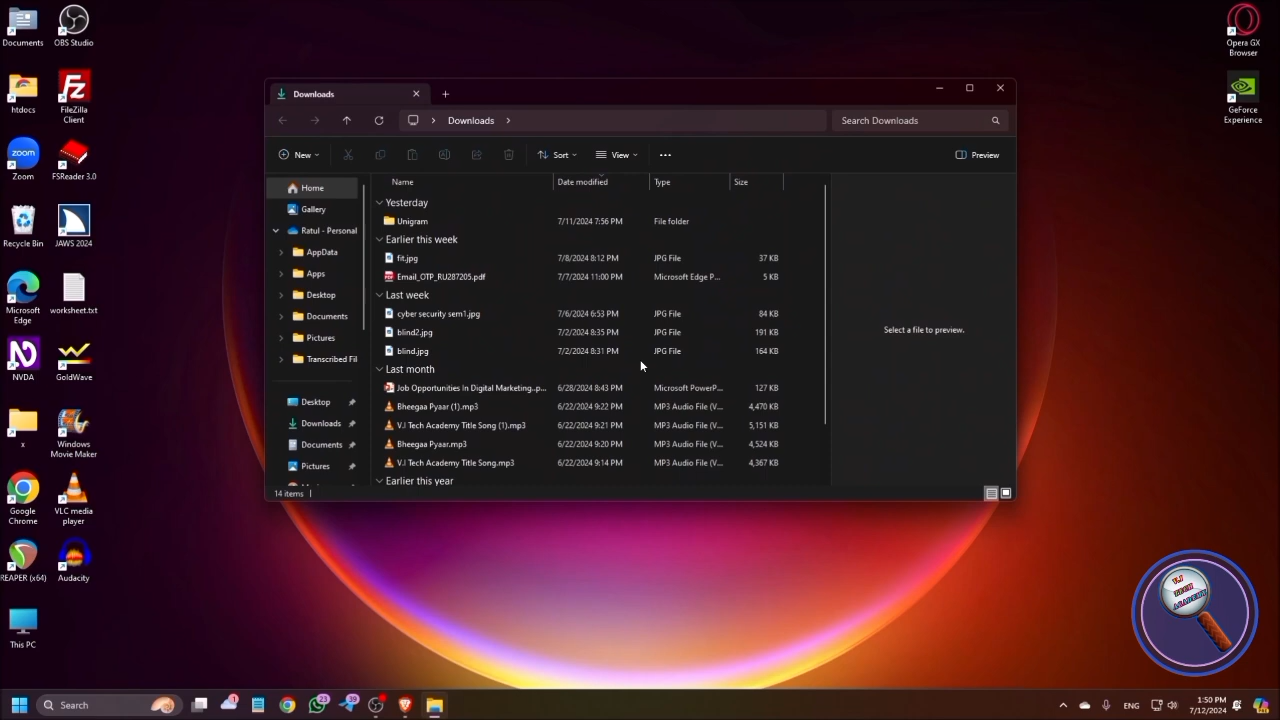 Documents
OBS Studio
Opera GX
Browser
htdocs
FileZilla
Client
GeForce
Experience
Zoom
zoom
FSReader 3.0
Recycle Bin
JAWS 2024
Microsoft
Edge
worksheet.txt
NVDA
GoldWave
x
Windows
Movie Maker
Google
Chrome
VLC media
player
REAPER (x64)
Audacity
This PC
Downloads
Downloads
Search Downloads
New
Sort
View
Preview
Name
Date modified
Type
Size
Home
Gallery
Ratul - Personal
AppData
Apps
Desktop
Documents
Pictures
Transcribed Fil
Desktop
Downloads
Documents
Pictures
Yesterday
Unigram 7/11/2024 7:56 PM File folder
Earlier this week
fit.jpg 7/8/2024 8:12 PM JPG File 37 KB
Email_OTP_RU287205.pdf 7/7/2024 11:00 PM Microsoft Edge P... 5 KB
Last week
cyber security sem1.jpg 7/6/2024 6:53 PM JPG File 84 KB
blind2.jpg 7/2/2024 8:35 PM JPG File 191 KB
blind.jpg 7/2/2024 8:31 PM JPG File 164 KB
Last month
Job Opportunities In Digital Marketing..p... 6/28/2024 8:43 PM Microsoft PowerP... 127 KB
Bheegaa Pyaar (1).mp3 6/22/2024 9:22 PM MP3 Audio File (V... 4,470 KB
V.I Tech Academy Title Song (1).mp3 6/22/2024 9:21 PM MP3 Audio File (V... 5,151 KB
Bheegaa Pyaar.mp3 6/22/2024 9:20 PM MP3 Audio File (V... 4,524 KB
V.I Tech Academy Title Song.mp3 6/22/2024 9:14 PM MP3 Audio File (V... 4,367 KB
Earlier this year
Select a file to preview.
14 items
V.I
TECH
ACADEMY
Search
1
23
39
ENG
1:50 PM
7/12/2024